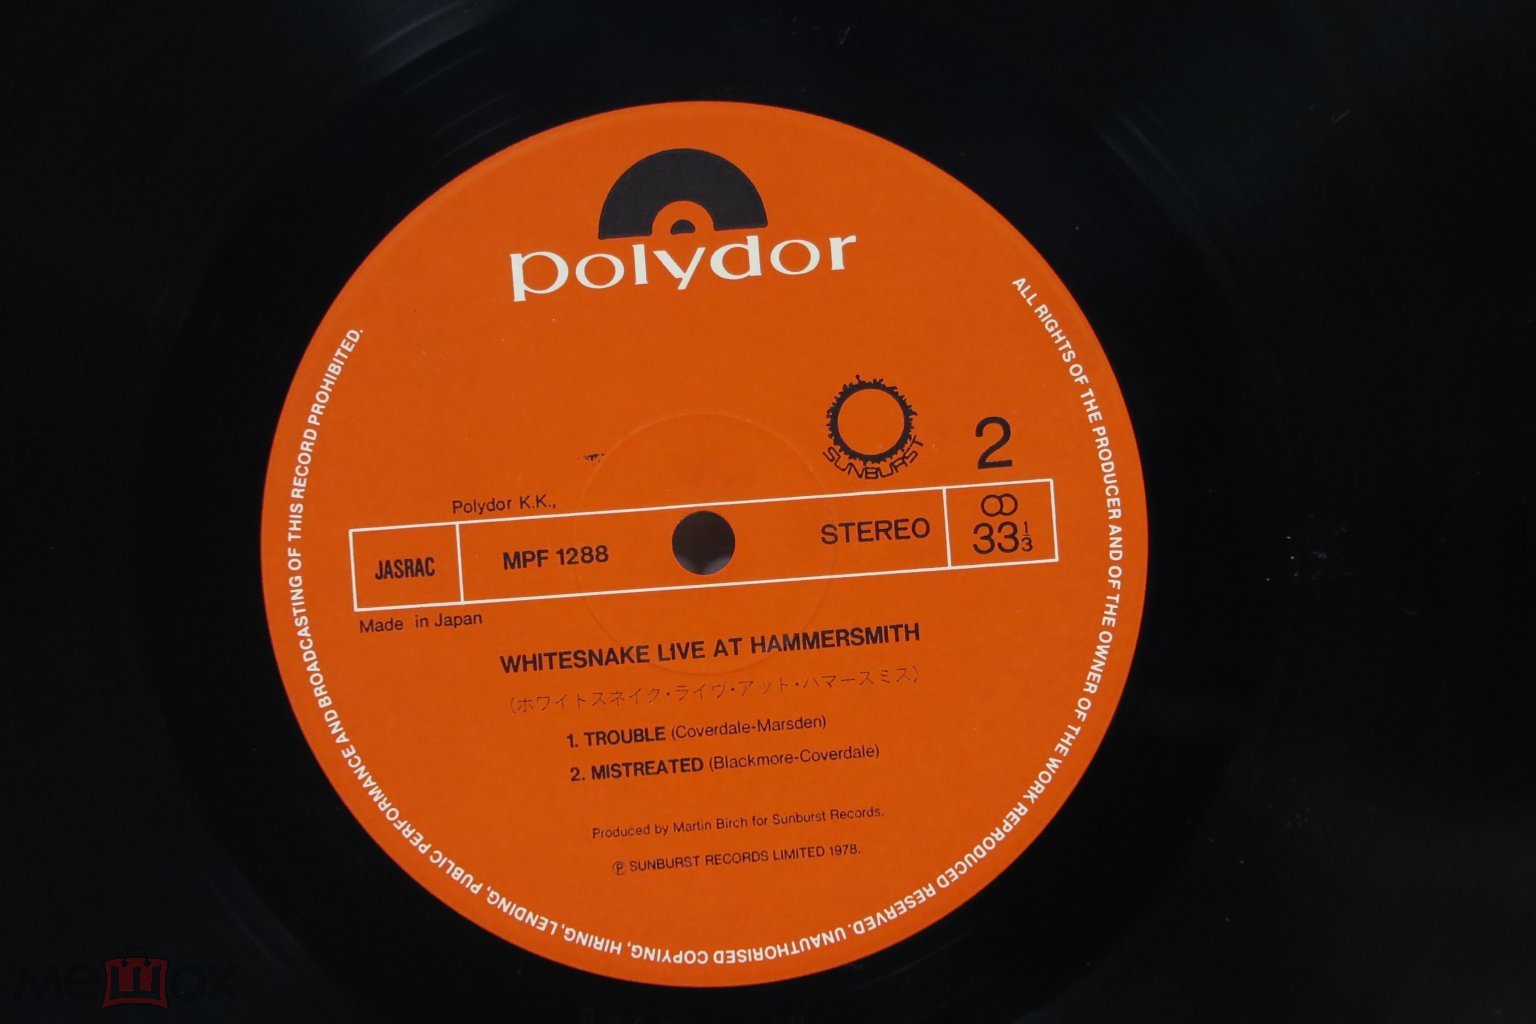 polydor
SUNBURST
2
Polydor K.K.,
JASRAC
MPF 1288
STEREO
33⅓
Made in Japan
WHITESNAKE LIVE AT HAMMERSMITH
(ホワイトスネイク・ライヴ・アット・ハマースミス)
1. TROUBLE (Coverdale-Marsden)
2. MISTREATED (Blackmore-Coverdale)
Produced by Martin Birch for Sunburst Records.
Ⓟ SUNBURST RECORDS LIMITED 1978.
ALL RIGHTS OF THE PRODUCER AND OF THE OWNER OF THE WORK REPRODUCED RESERVED. UNAUTHORISED COPYING, HIRING, LENDING, PUBLIC PERFORMANCE AND BROADCASTING OF THIS RECORD PROHIBITED.
мешок